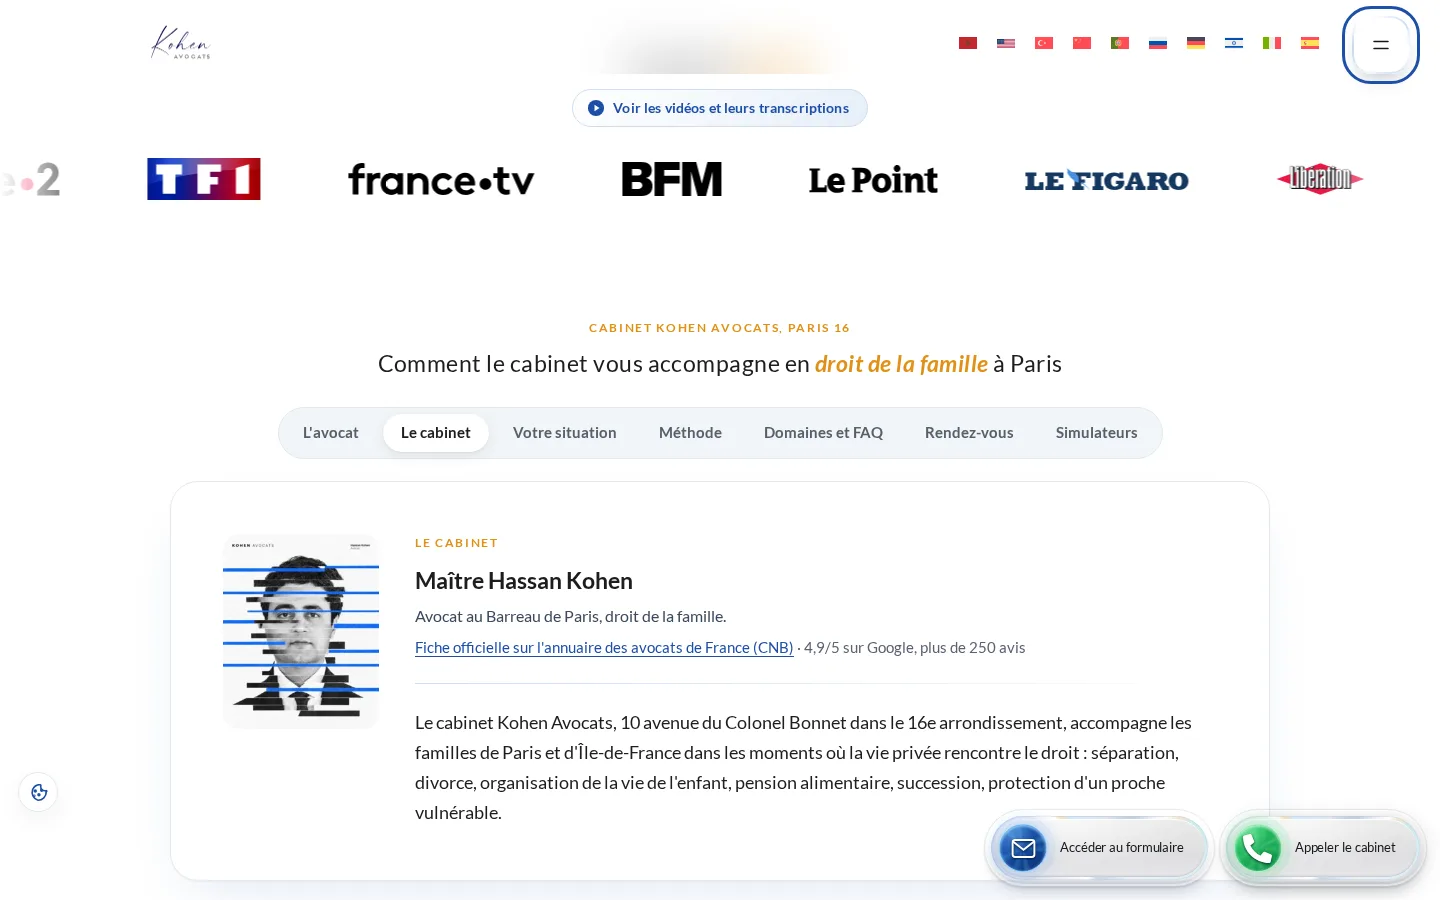 Kohen
AVOCATS
Voir les vidéos et leurs transcriptions
e•2
TF1
france•tv
BFM
Le Point
LE FIGARO
Libération
CABINET KOHEN AVOCATS, PARIS 16
Comment le cabinet vous accompagne en droit de la famille à Paris
L'avocat
Le cabinet
Votre situation
Méthode
Domaines et FAQ
Rendez-vous
Simulateurs
KOHEN AVOCATS
LE CABINET
Maître Hassan Kohen
Avocat au Barreau de Paris, droit de la famille.
Fiche officielle sur l'annuaire des avocats de France (CNB) · 4,9/5 sur Google, plus de 250 avis
Le cabinet Kohen Avocats, 10 avenue du Colonel Bonnet dans le 16e arrondissement, accompagne les
familles de Paris et d'Île-de-France dans les moments où la vie privée rencontre le droit : séparation,
divorce, organisation de la vie de l'enfant, pension alimentaire, succession, protection d'un proche
vulnérable.
Accéder au formulaire
Appeler le cabinet